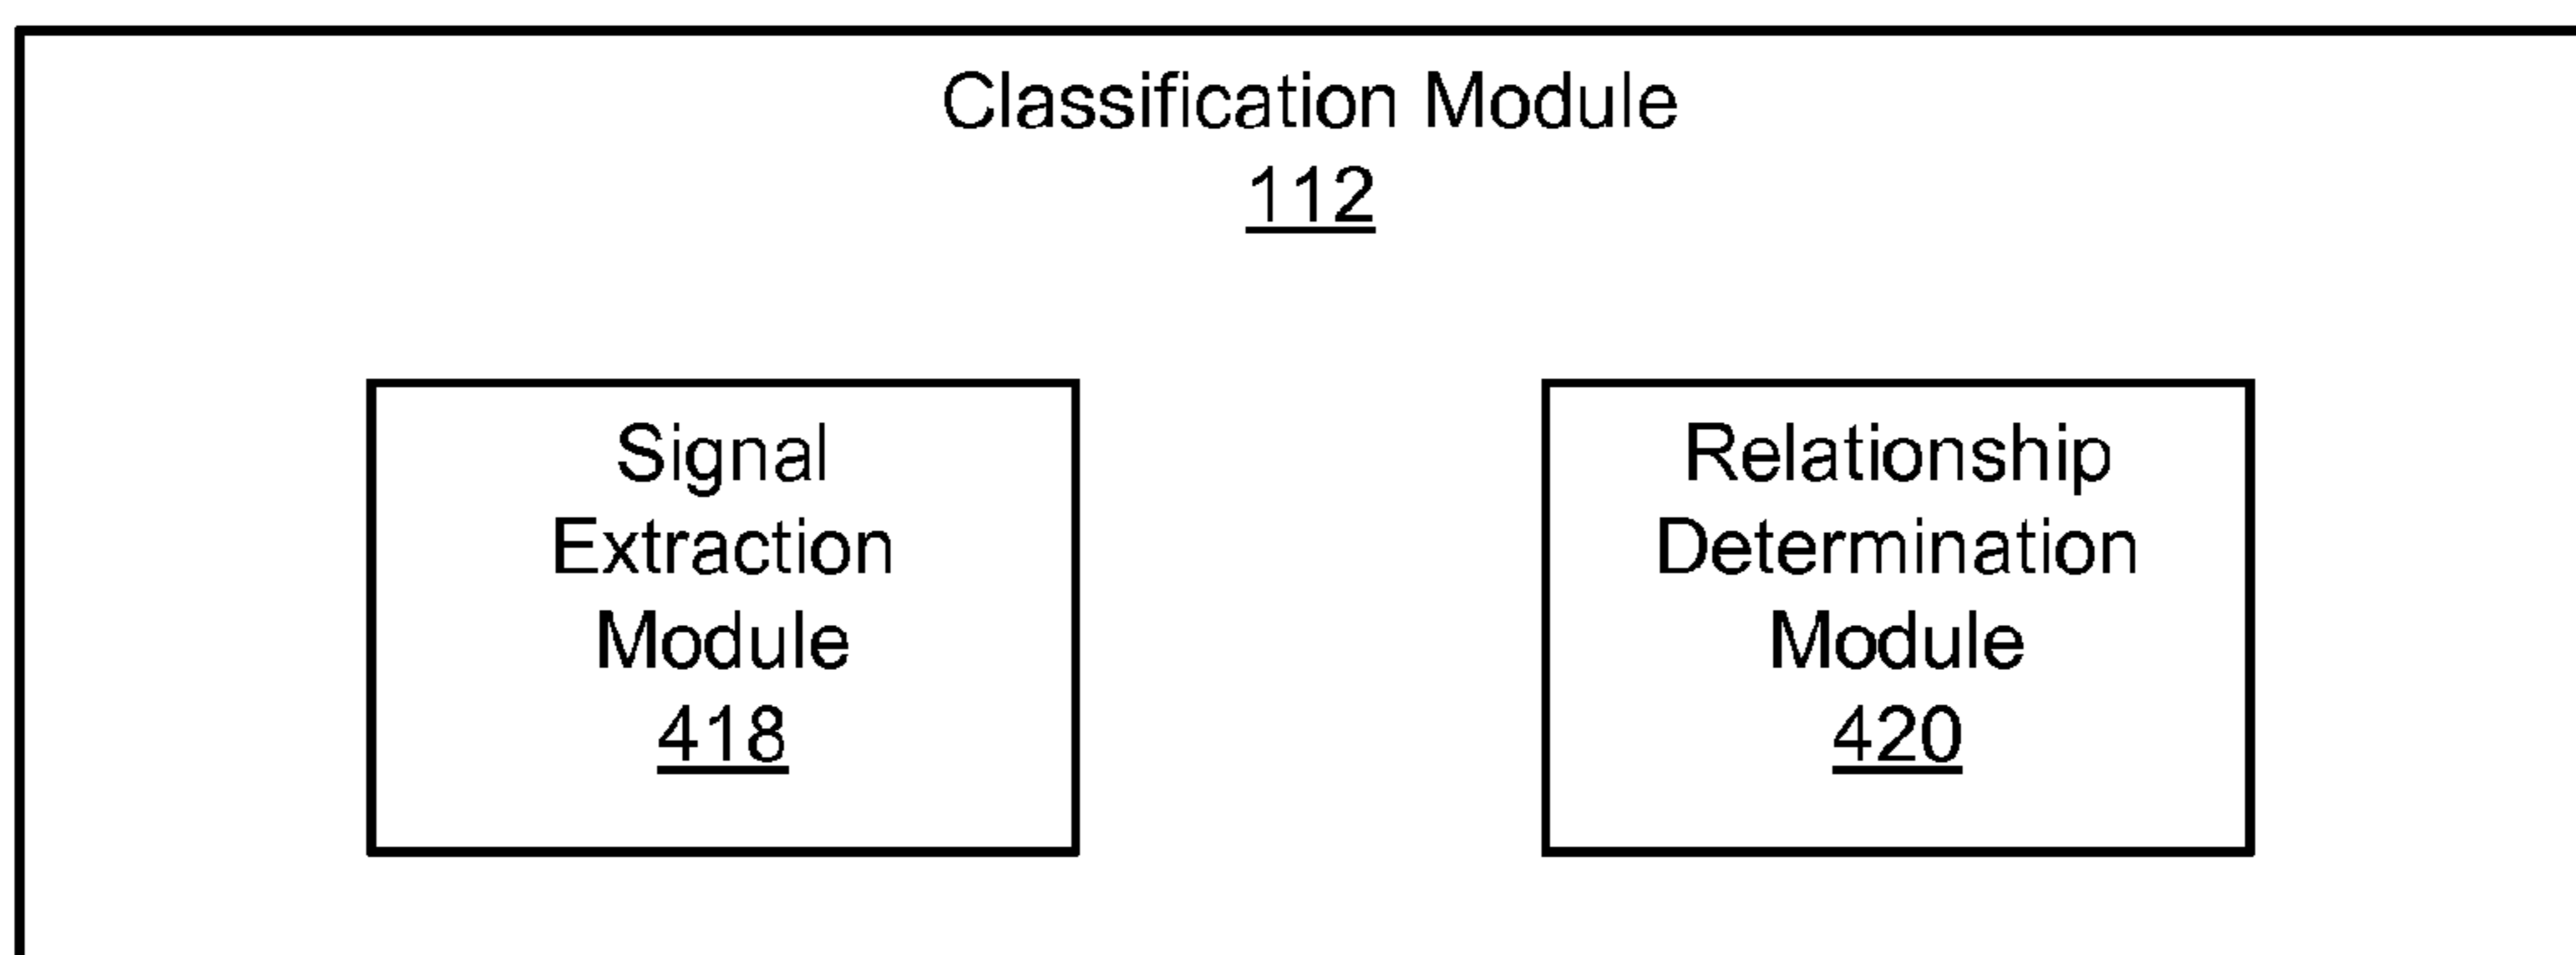 Classification Module
112
Signal
Extraction
Module
418
Relationship
Determination
Module
420